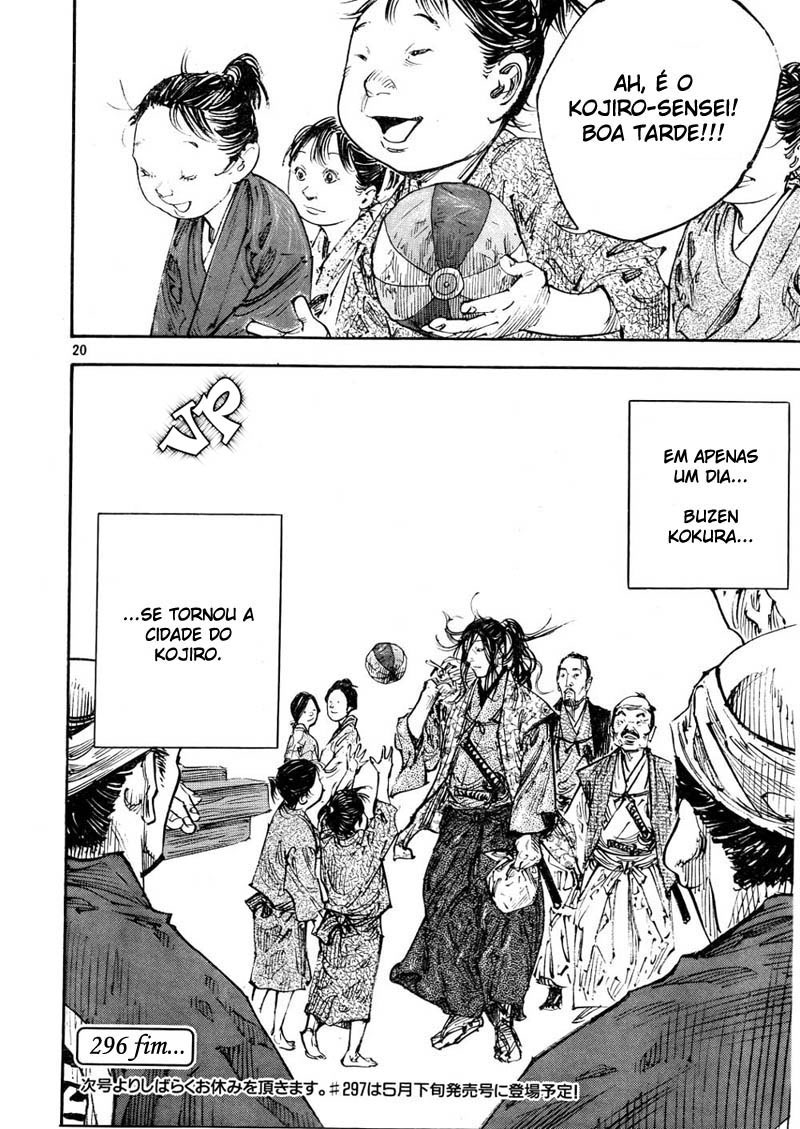 AH, É O
KOJIRO-SENSEI!
BOA TARDE!!!
20
VP
EM APENAS
UM DIA...
BUZEN
KOKURA...
...SE TORNOU A
CIDADE DO
KOJIRO.
296 fim...
次号よりしばらくお休みを頂きます。#297は5月下旬発売号に登場予定!